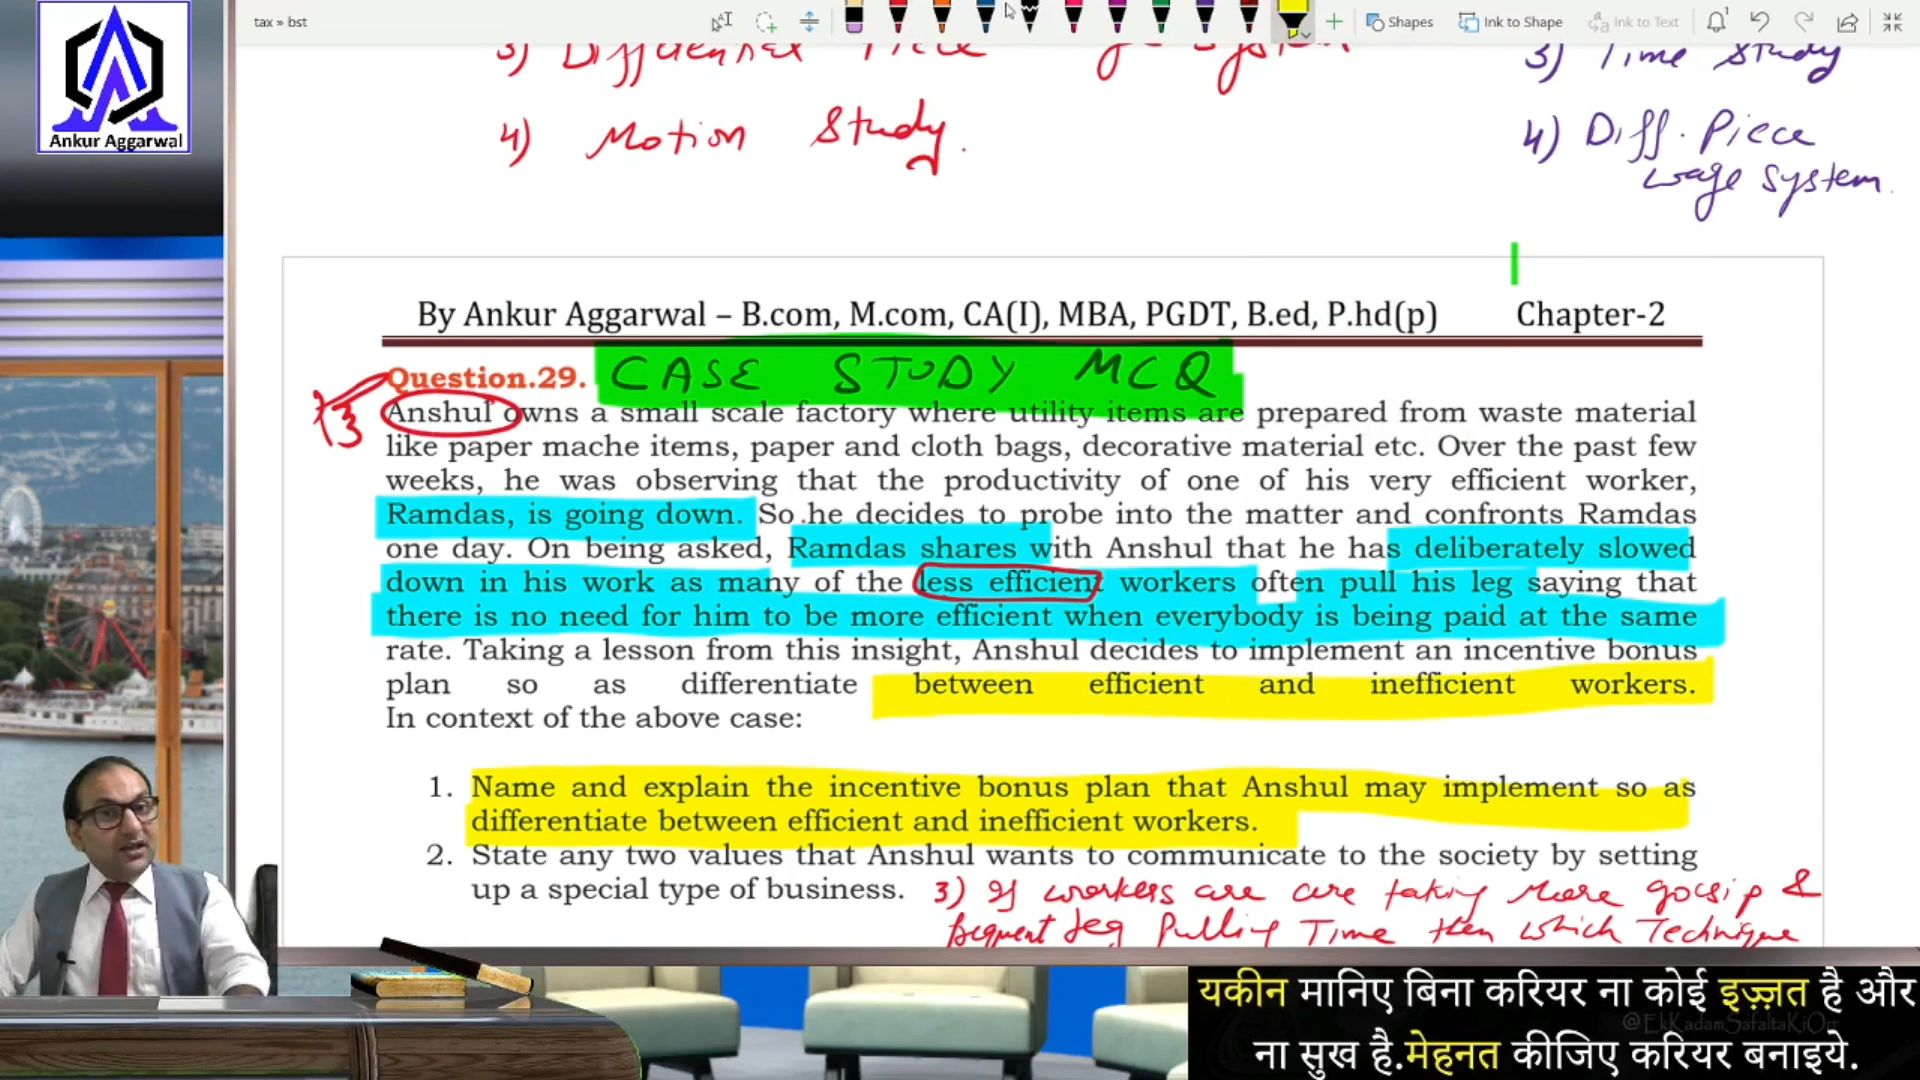 tax » bst
Shapes
Ink to Shape
Ink to Text
1
Ankur Aggarwal
3) Differential Piece System
4) Motion Study.
3) Time Study
4) Diff. Piece
wage System.
By Ankur Aggarwal – B.com, M.com, CA(I), MBA, PGDT, B.ed, P.hd(p) Chapter-2
Question.29. CASE STUDY MCQ
Anshul owns a small scale factory where utility items are prepared from waste material
like paper mache items, paper and cloth bags, decorative material etc. Over the past few
weeks, he was observing that the productivity of one of his very efficient worker,
Ramdas, is going down. So he decides to probe into the matter and confronts Ramdas
one day. On being asked, Ramdas shares with Anshul that he has deliberately slowed
down in his work as many of the less efficient workers often pull his leg saying that
there is no need for him to be more efficient when everybody is being paid at the same
rate. Taking a lesson from this insight, Anshul decides to implement an incentive bonus
plan so as differentiate between efficient and inefficient workers.
In context of the above case:
1. Name and explain the incentive bonus plan that Anshul may implement so as
differentiate between efficient and inefficient workers.
2. State any two values that Anshul wants to communicate to the society by setting
up a special type of business. 3) If workers are are taking more gocsip &
frequent leg Pulling Time then which Technique
यकीन मानिए बिना करियर ना कोई इज़्ज़त है और
@EkKadamSafaltaKiOrr
ना सुख है.मेहनत कीजिए करियर बनाइये.